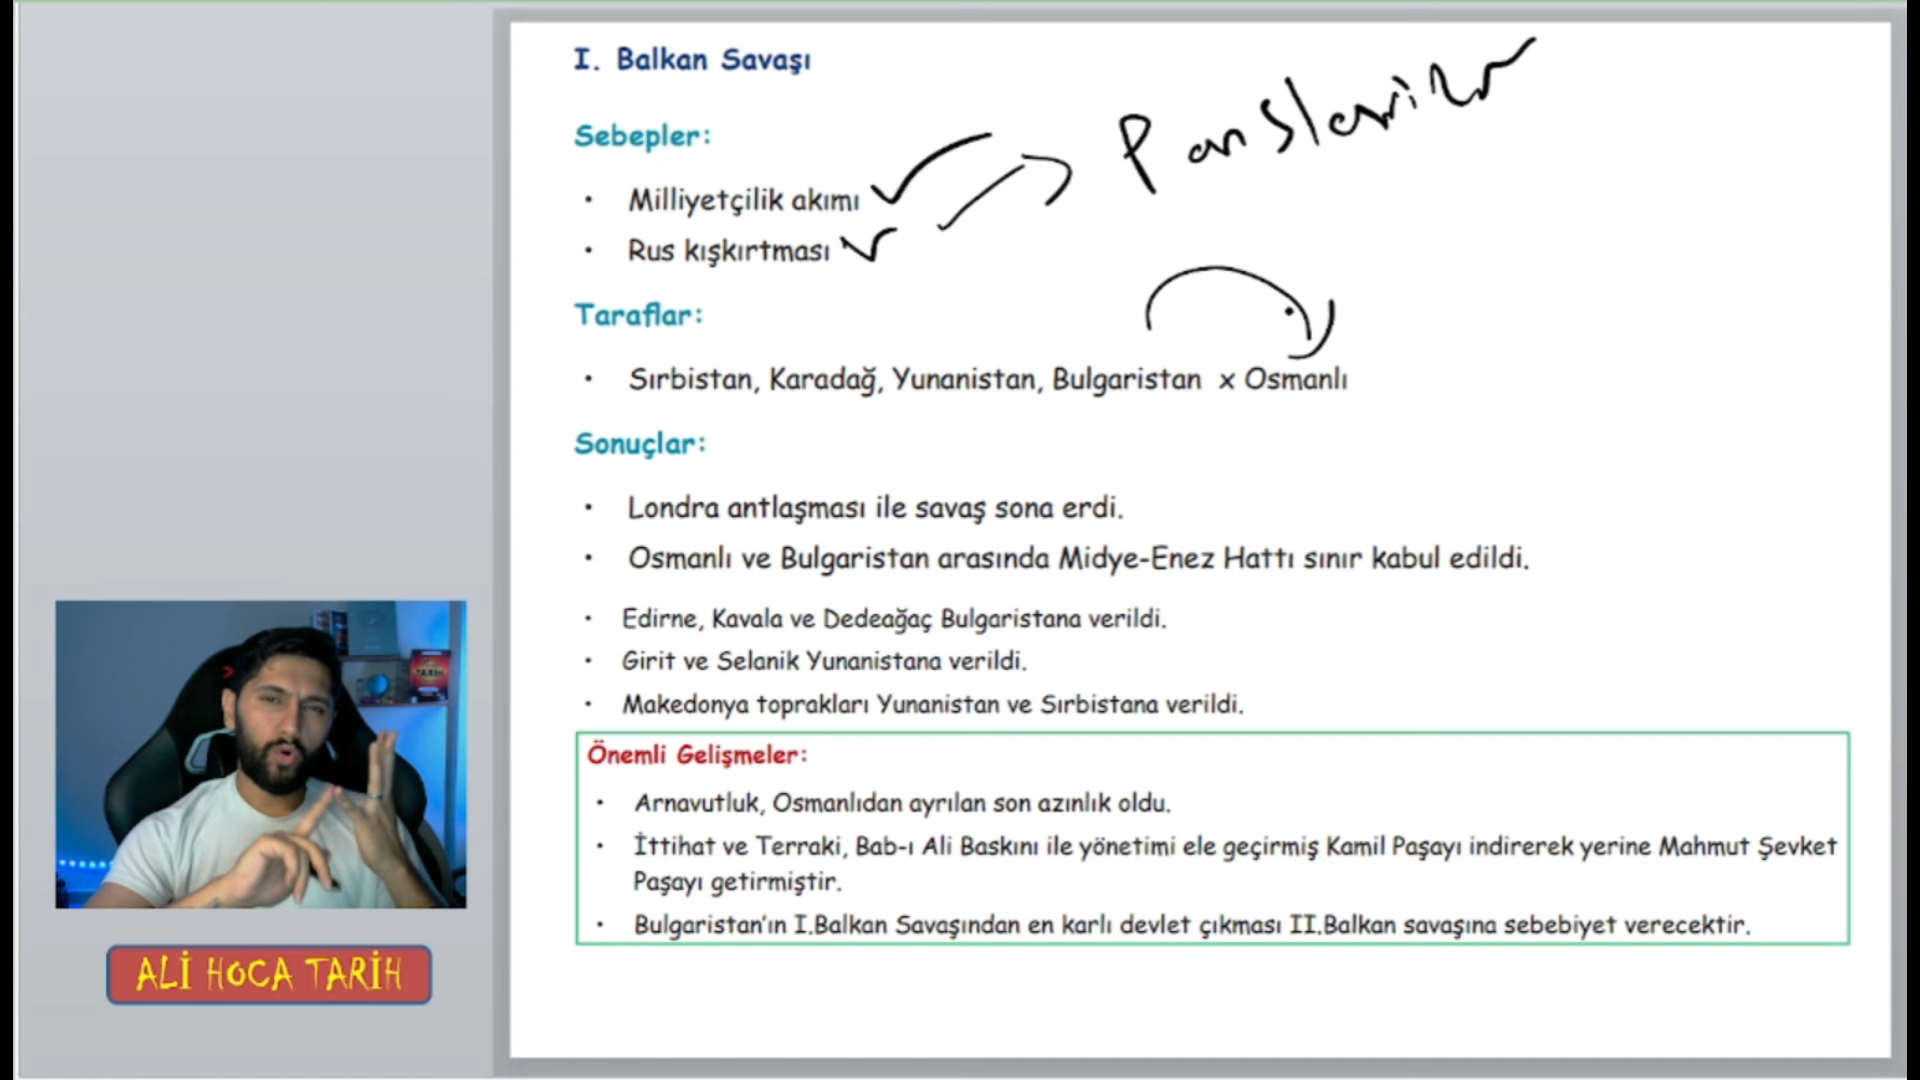 I. Balkan Savaşı
Panslavizm
Sebepler:
• Milliyetçilik akımı
• Rus kışkırtması
Taraflar:
• Sırbistan, Karadağ, Yunanistan, Bulgaristan x Osmanlı
Sonuçlar:
• Londra antlaşması ile savaş sona erdi.
• Osmanlı ve Bulgaristan arasında Midye-Enez Hattı sınır kabul edildi.
• Edirne, Kavala ve Dedeağaç Bulgaristana verildi.
• Girit ve Selanik Yunanistana verildi.
• Makedonya toprakları Yunanistan ve Sırbistana verildi.
Önemli Gelişmeler:
• Arnavutluk, Osmanlıdan ayrılan son azınlık oldu.
• İttihat ve Terraki, Bab-ı Ali Baskını ile yönetimi ele geçirmiş Kamil Paşayı indirerek yerine Mahmut Şevket
Paşayı getirmiştir.
• Bulgaristan'ın I.Balkan Savaşından en karlı devlet çıkması II.Balkan savaşına sebebiyet verecektir.
TARİH
ALİ HOCA TARİH